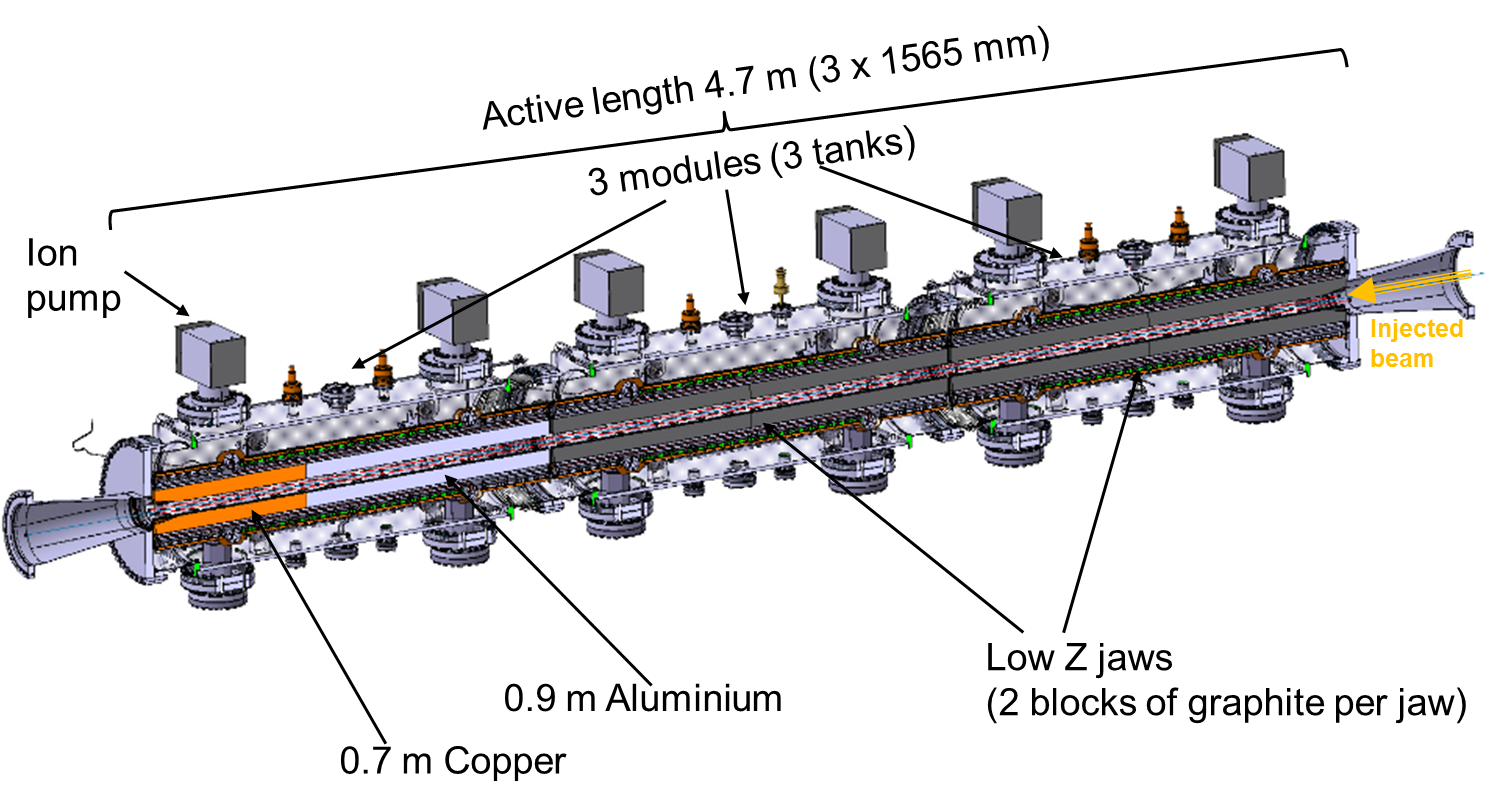 Active length 4.7 m (3 x 1565 mm)
3 modules (3 tanks)
Ion
pump
Injected
beam
Low Z jaws
(2 blocks of graphite per jaw)
0.9 m Aluminium
0.7 m Copper